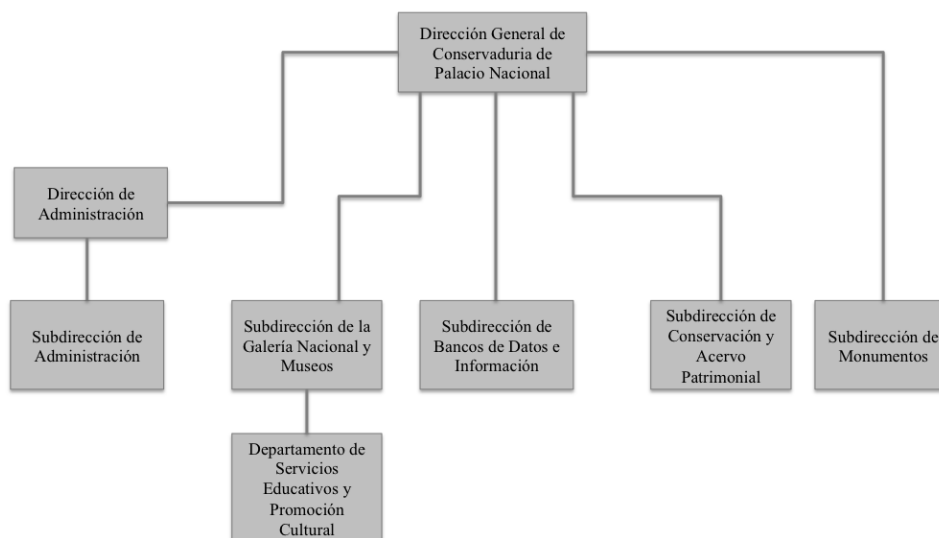 Dirección General de
Conservaduria de
Palacio Nacional
Dirección de
Administración
Subdirección de
Administración
Subdirección de la
Galería Nacional y
Museos
Subdirección de
Bancos de Datos e
Información
Subdirección de
Conservación y
Acervo
Patrimonial
Subdirección de
Monumentos
Departamento de
Servicios
Educativos y
Promoción
Cultural